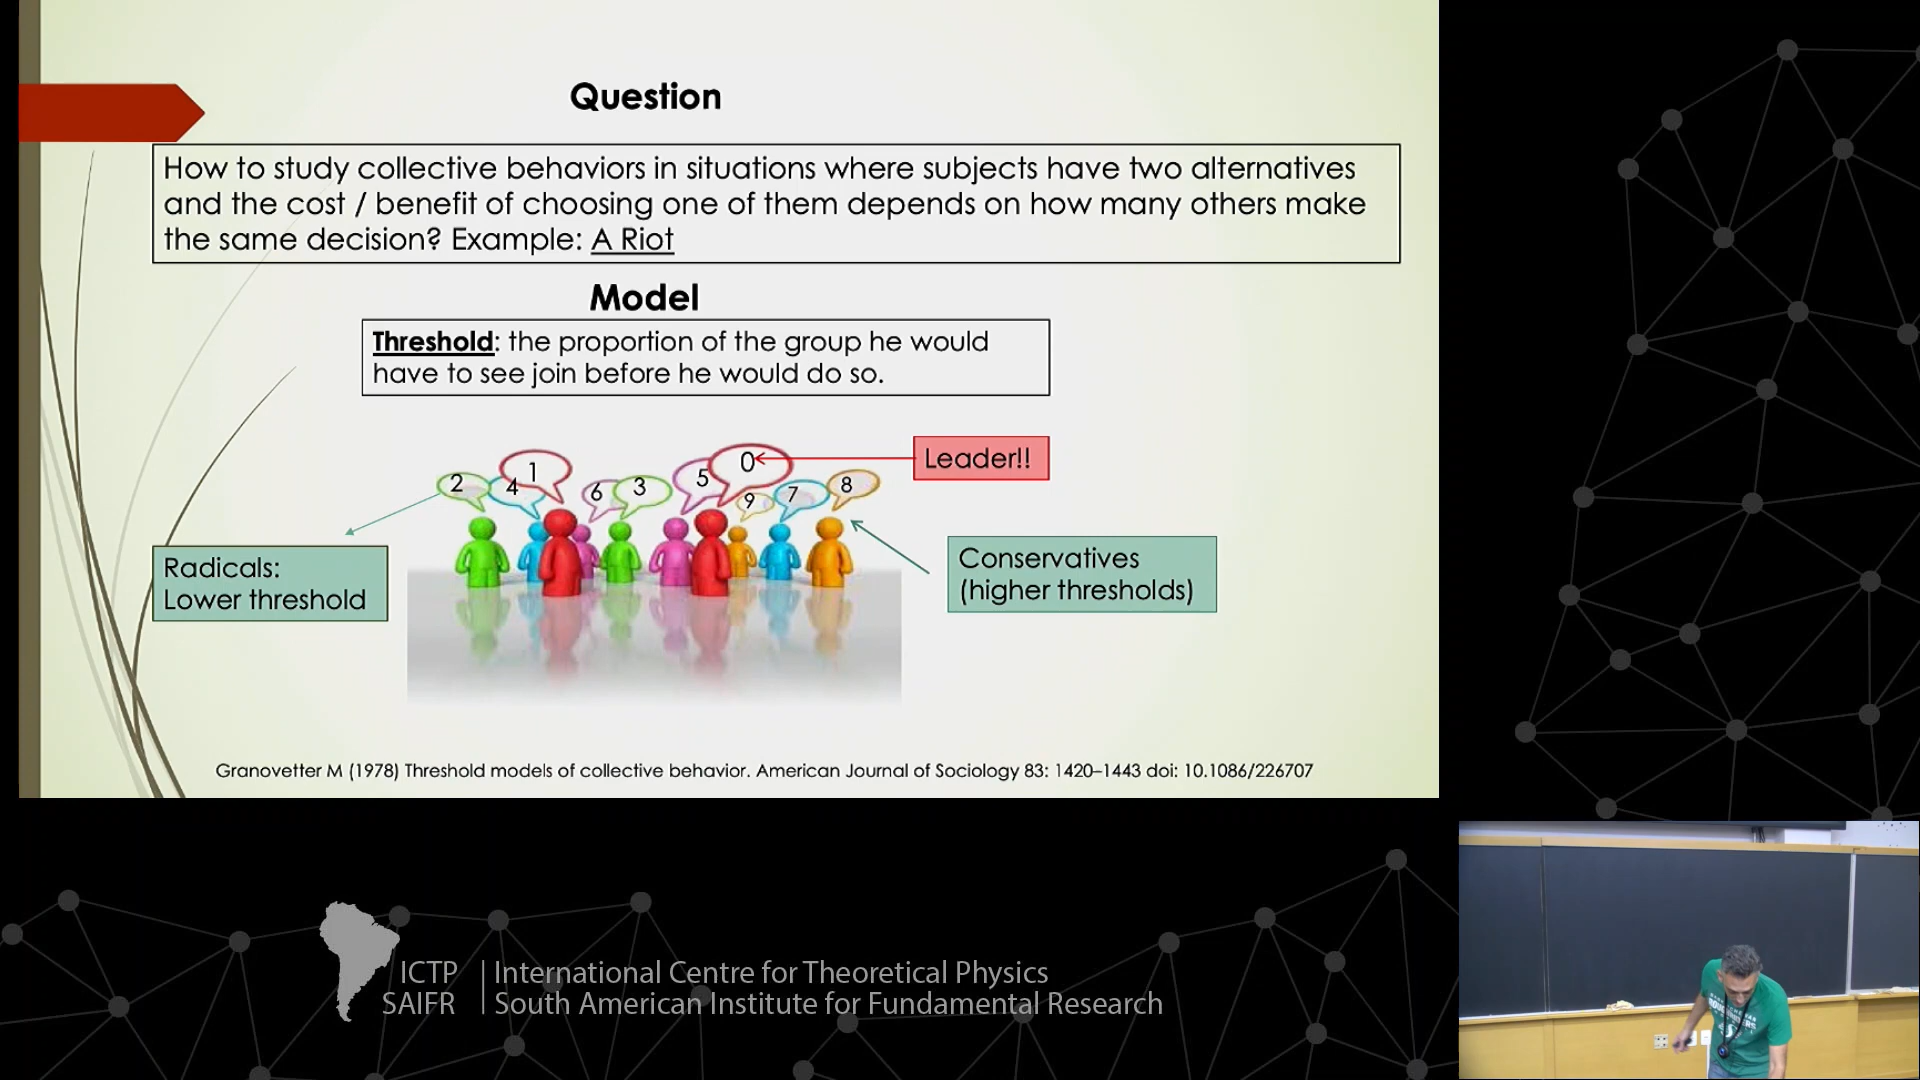 Question
How to study collective behaviors in situations where subjects have two alternatives
and the cost / benefit of choosing one of them depends on how many others make
the same decision? Example: A Riot
Model
Threshold: the proportion of the group he would
have to see join before he would do so.
Leader!!
2
4
1
6
3
5
0
9
7
8
Radicals:
Lower threshold
Conservatives
(higher thresholds)
Granovetter M (1978) Threshold models of collective behavior. American Journal of Sociology 83: 1420–1443 doi: 10.1086/226707
ICTP
SAIFR
International Centre for Theoretical Physics
South American Institute for Fundamental Research